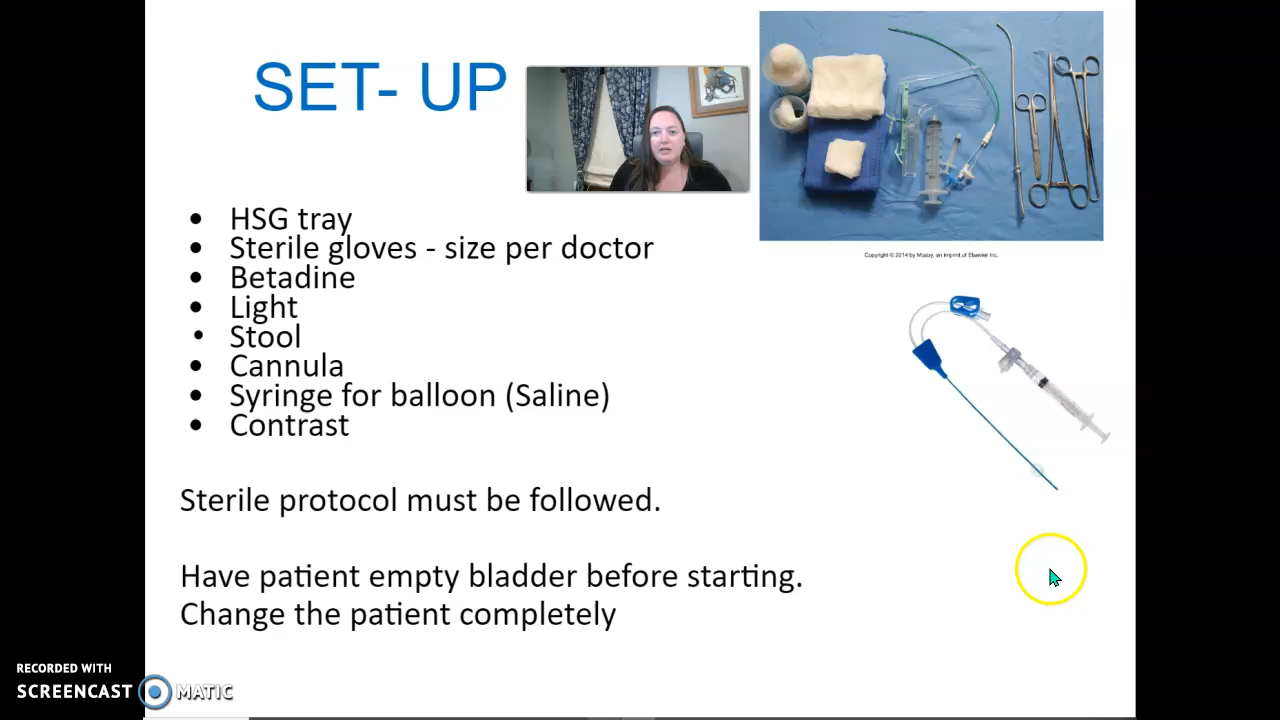 SET- UP
• HSG tray
• Sterile gloves - size per doctor
• Betadine
• Light
• Stool
• Cannula
• Syringe for balloon (Saline)
• Contrast
Sterile protocol must be followed.
Have patient empty bladder before starting.
Change the patient completely
Copyright © 2014 by Mosby, an imprint of Elsevier Inc.
RECORDED WITH
SCREENCAST MATIC